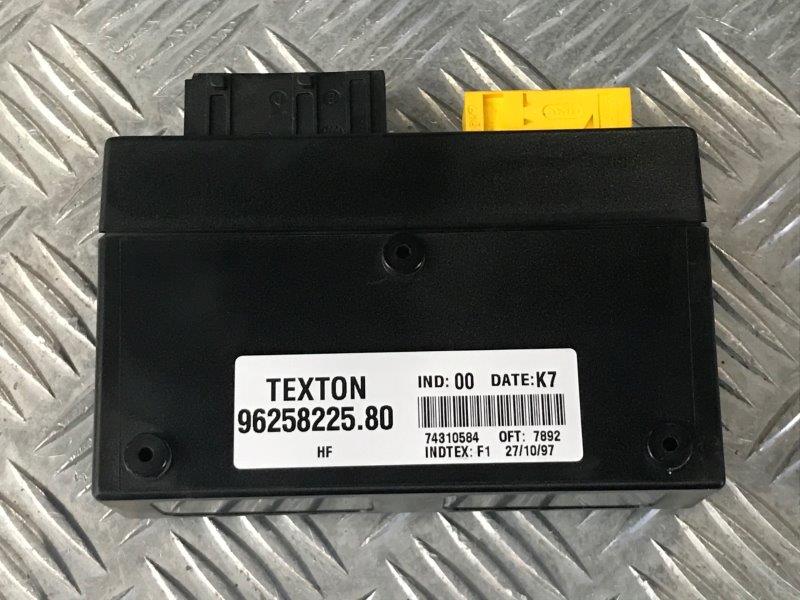 TEXTON
96258225.80
HF
IND: 00 DATE: K7
74310584 OFT: 7892
INDTEX: F1 27/10/97